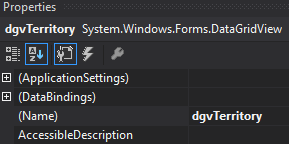 Properties
dgvTerritory System.Windows.Forms.DataGridView
(ApplicationSettings)
(DataBindings)
(Name) dgvTerritory
AccessibleDescription